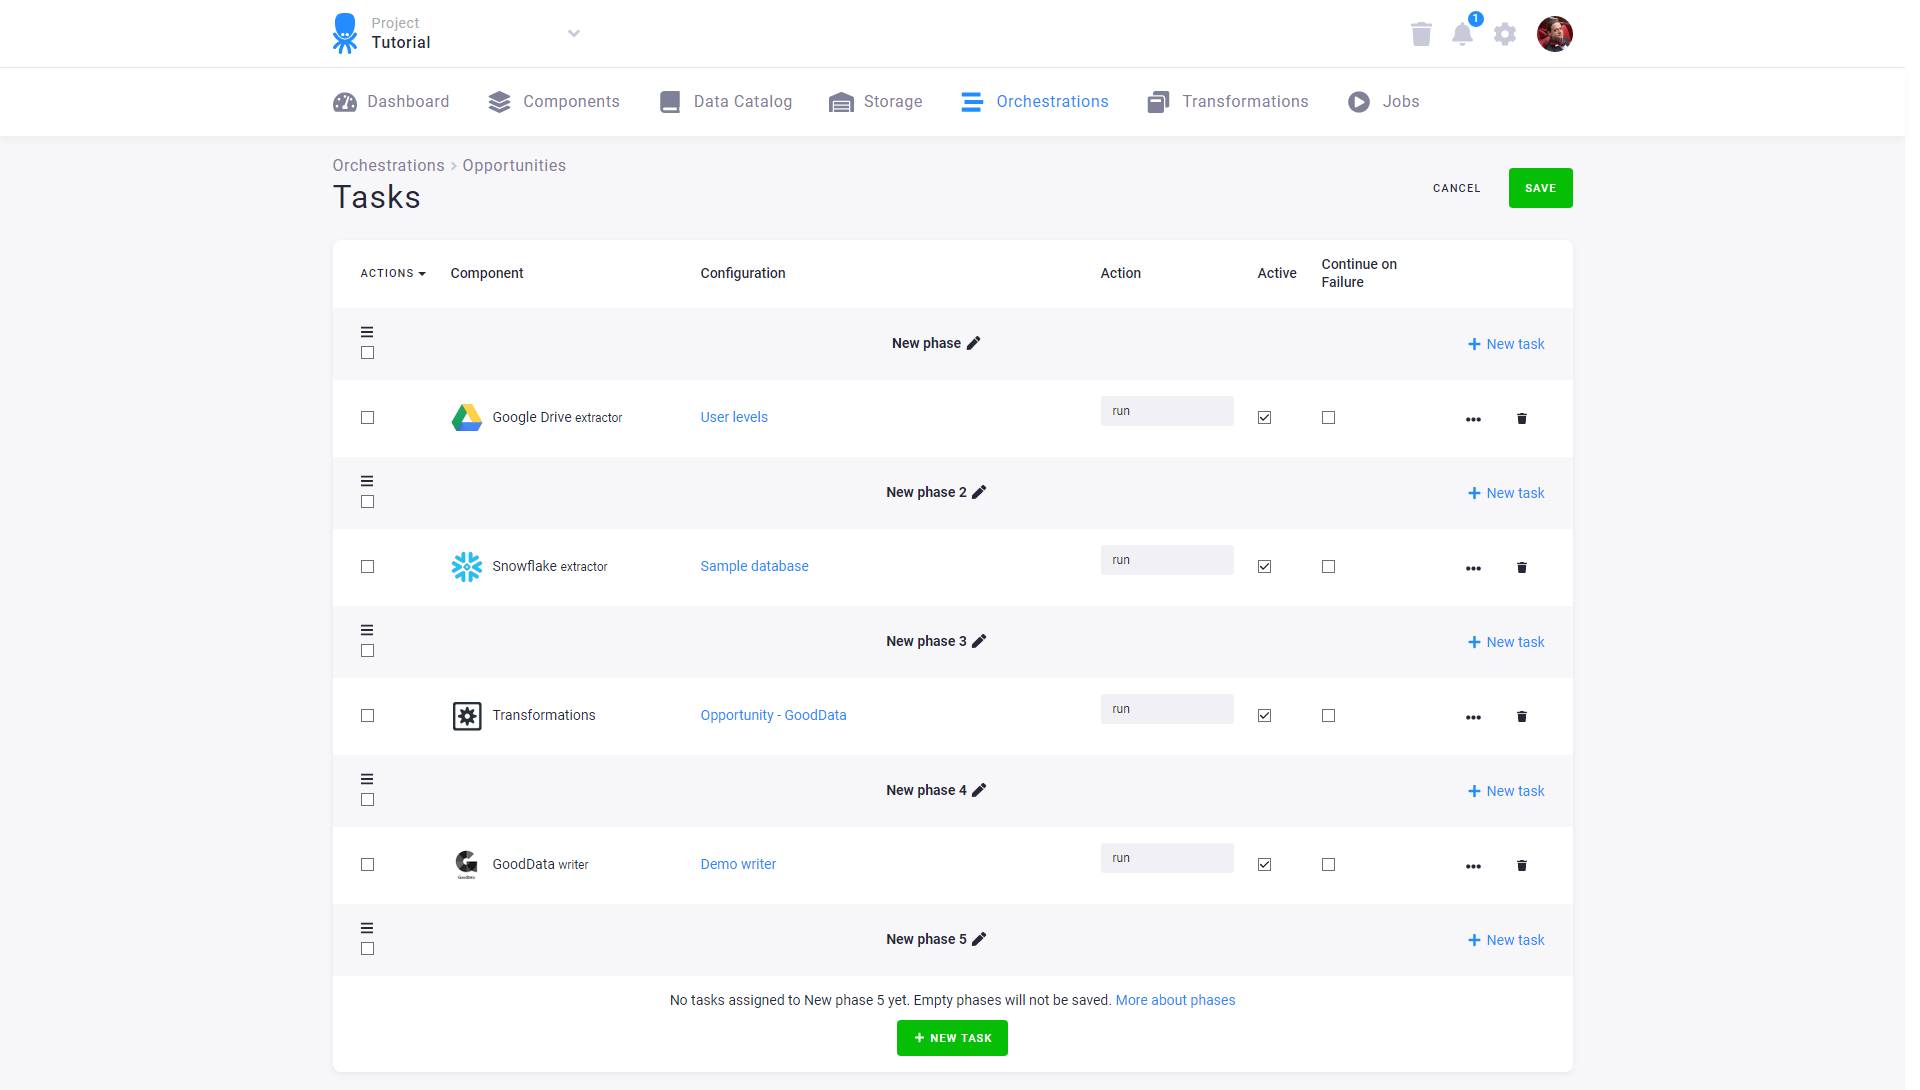 Project
Tutorial
1
Dashboard
Components
Data Catalog
Storage
Orchestrations
Transformations
Jobs
Orchestrations > Opportunities
Tasks
CANCEL
SAVE
ACTIONS
Component
Configuration
Action
Active
Continue on
Failure
New phase
+ New task
Google Drive extractor
User levels
run
New phase 2
+ New task
Snowflake extractor
Sample database
run
New phase 3
+ New task
Transformations
Opportunity - GoodData
run
New phase 4
+ New task
GoodData
GoodData writer
Demo writer
run
New phase 5
+ New task
No tasks assigned to New phase 5 yet. Empty phases will not be saved. More about phases
+ NEW TASK